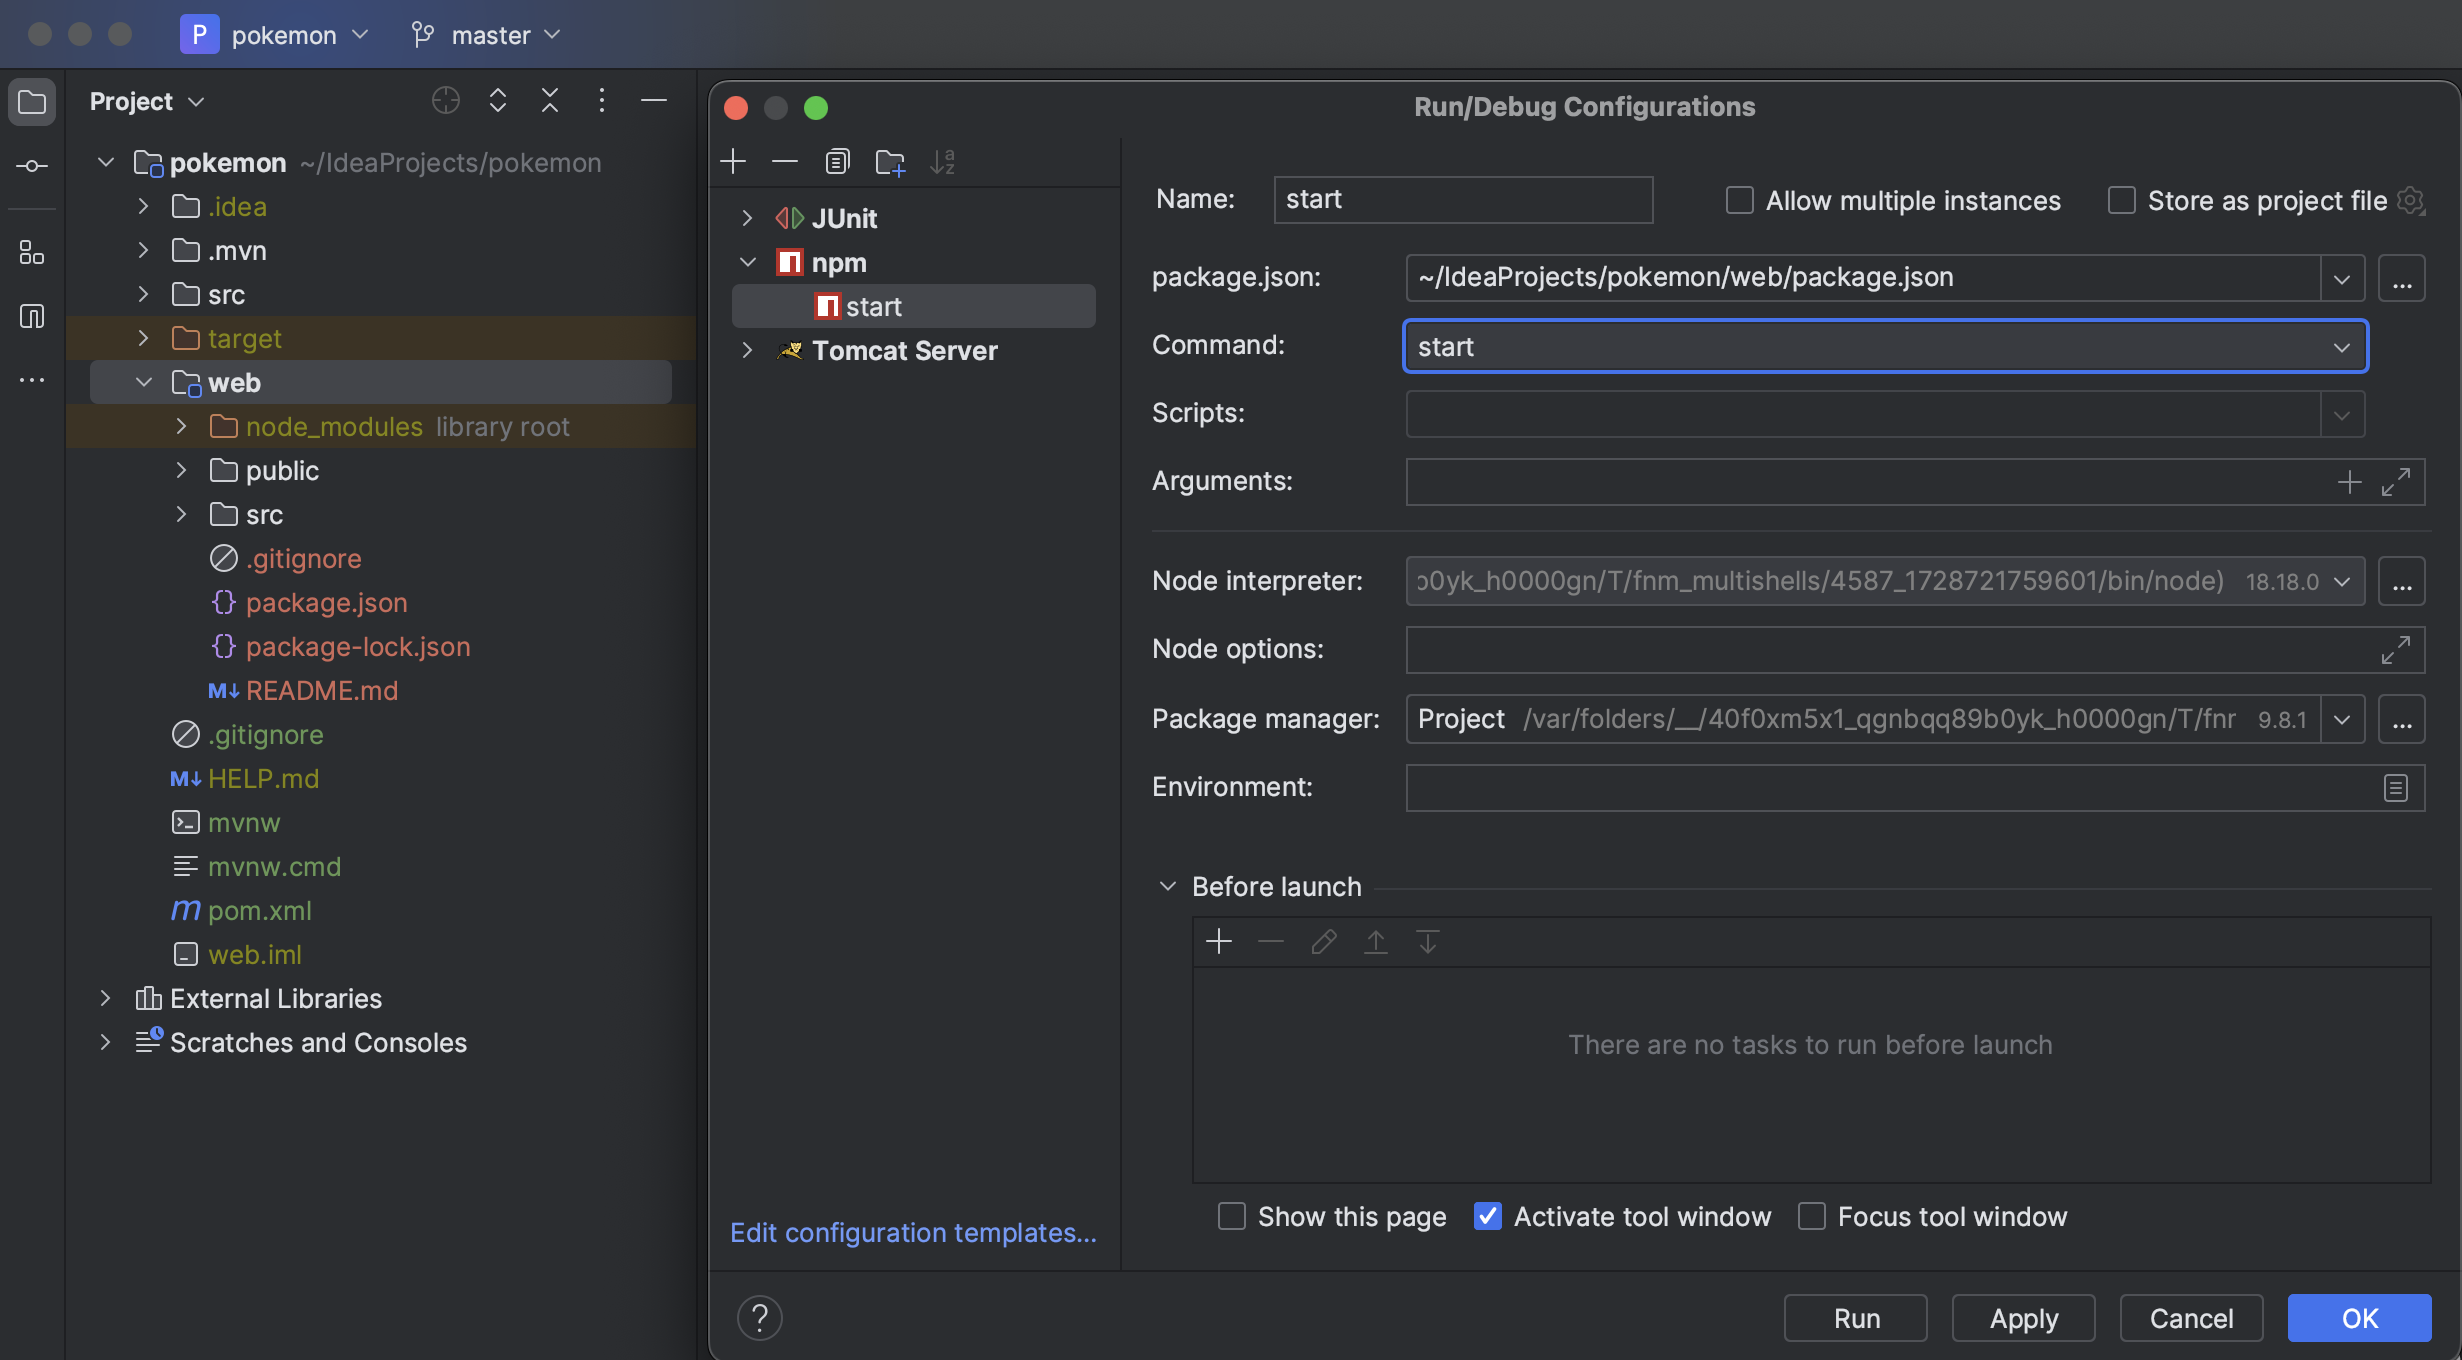 P pokemon master
Project
pokemon ~/IdeaProjects/pokemon
.idea
.mvn
src
target
web
node_modules library root
public
src
.gitignore
package.json
package-lock.json
README.md
.gitignore
HELP.md
mvnw
mvnw.cmd
pom.xml
web.iml
External Libraries
Scratches and Consoles
Run/Debug Configurations
JUnit
npm
start
Tomcat Server
Edit configuration templates...
Name: start Allow multiple instances Store as project file
package.json: ~/IdeaProjects/pokemon/web/package.json ...
Command: start
Scripts:
Arguments:
Node interpreter: b0yk_h0000gn/T/fnm_multishells/4587_1728721759601/bin/node) 18.18.0 ...
Node options:
Package manager: Project /var/folders/__/40f0xm5x1_qgnbqq89b0yk_h0000gn/T/fnr 9.8.1 ...
Environment:
Before launch
There are no tasks to run before launch
Show this page Activate tool window Focus tool window
? Run Apply Cancel OK